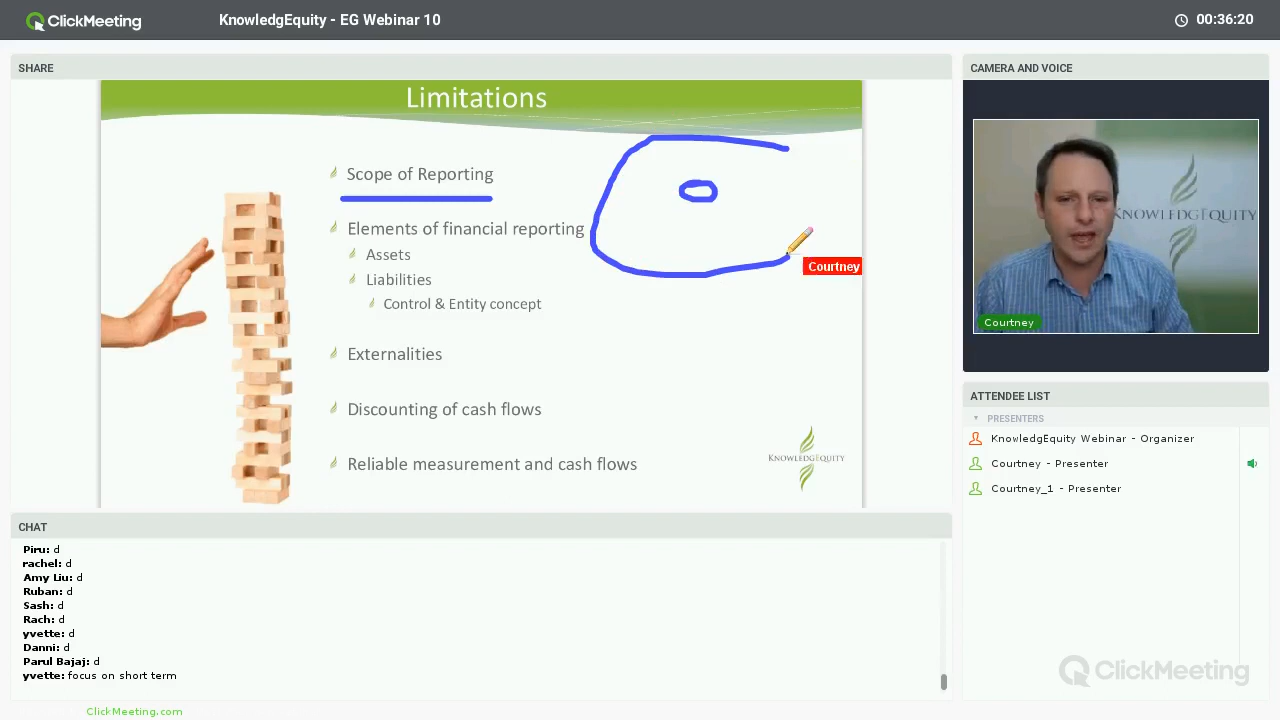 ClickMeeting
KnowledgEquity - EG Webinar 10
00:36:20
SHARE
Limitations
Scope of Reporting
Elements of financial reporting
Assets
Liabilities
Control & Entity concept
Externalities
Discounting of cash flows
Reliable measurement and cash flows
Courtney
KNOWLEDGEQUITY
CAMERA AND VOICE
KNOWLEDGEQUITY
Courtney
ATTENDEE LIST
PRESENTERS
KnowledgEquity Webinar - Organizer
Courtney - Presenter
Courtney_1 - Presenter
CHAT
Piru: d
rachel: d
Amy Liu: d
Ruban: d
Sash: d
Rach: d
yvette: d
Danni: d
Parul Bajaj: d
yvette: focus on short term
ClickMeeting
ClickMeeting.com